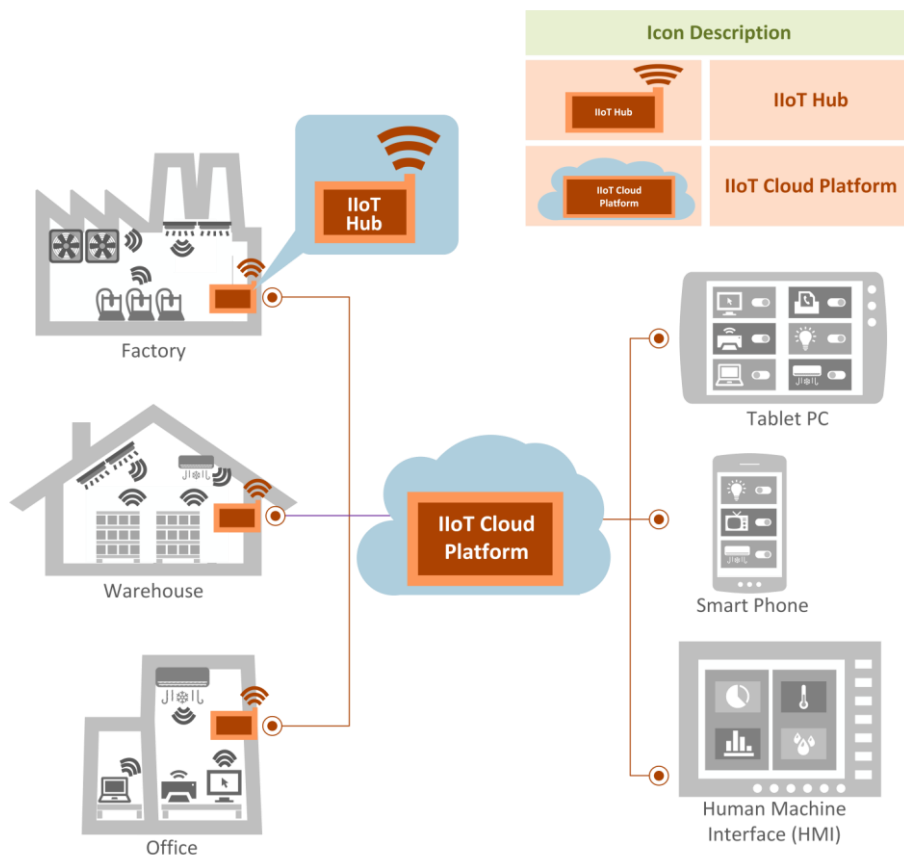 Icon Description
IIoT Hub
IIoT Hub
IIoT Cloud
Platform
IIoT Cloud Platform
IIoT
Hub
Factory
Tablet PC
Warehouse
IIoT Cloud
Platform
Smart Phone
Office
Human Machine
Interface (HMI)